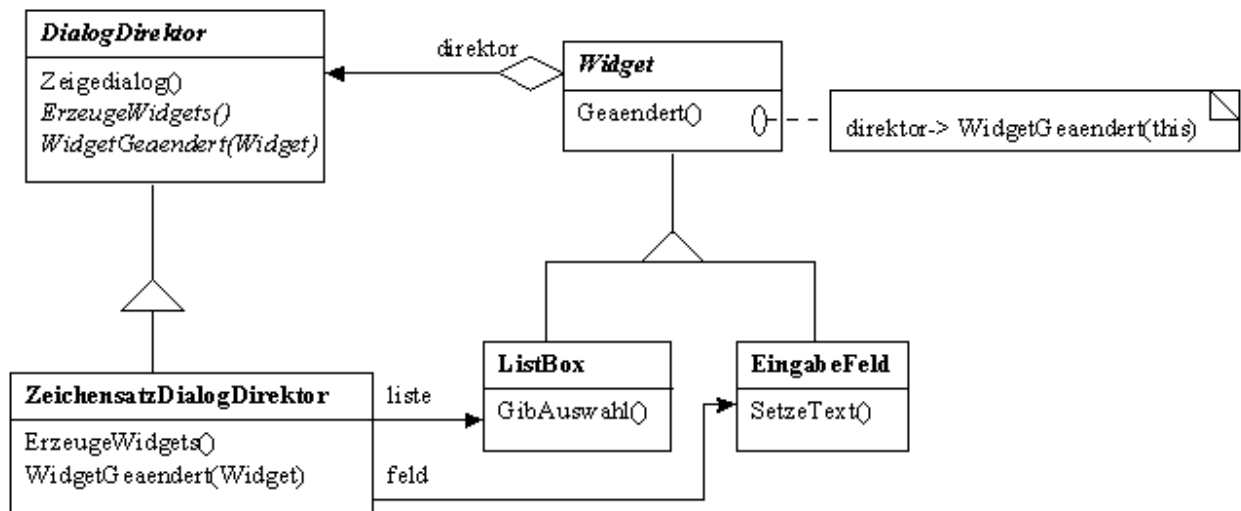 DialogDirektor
Zeigedialog()
ErzeugeWidgets()
WidgetGeaendert(Widget)
direktor
Widget
Geaendert()
direktor-> WidgetGeaendert(this)
ZeichensatzDialogDirektor
ErzeugeWidgets()
WidgetGeaendert(Widget)
liste
feld
ListBox
GibAuswahl()
EingabeFeld
SetzeText()